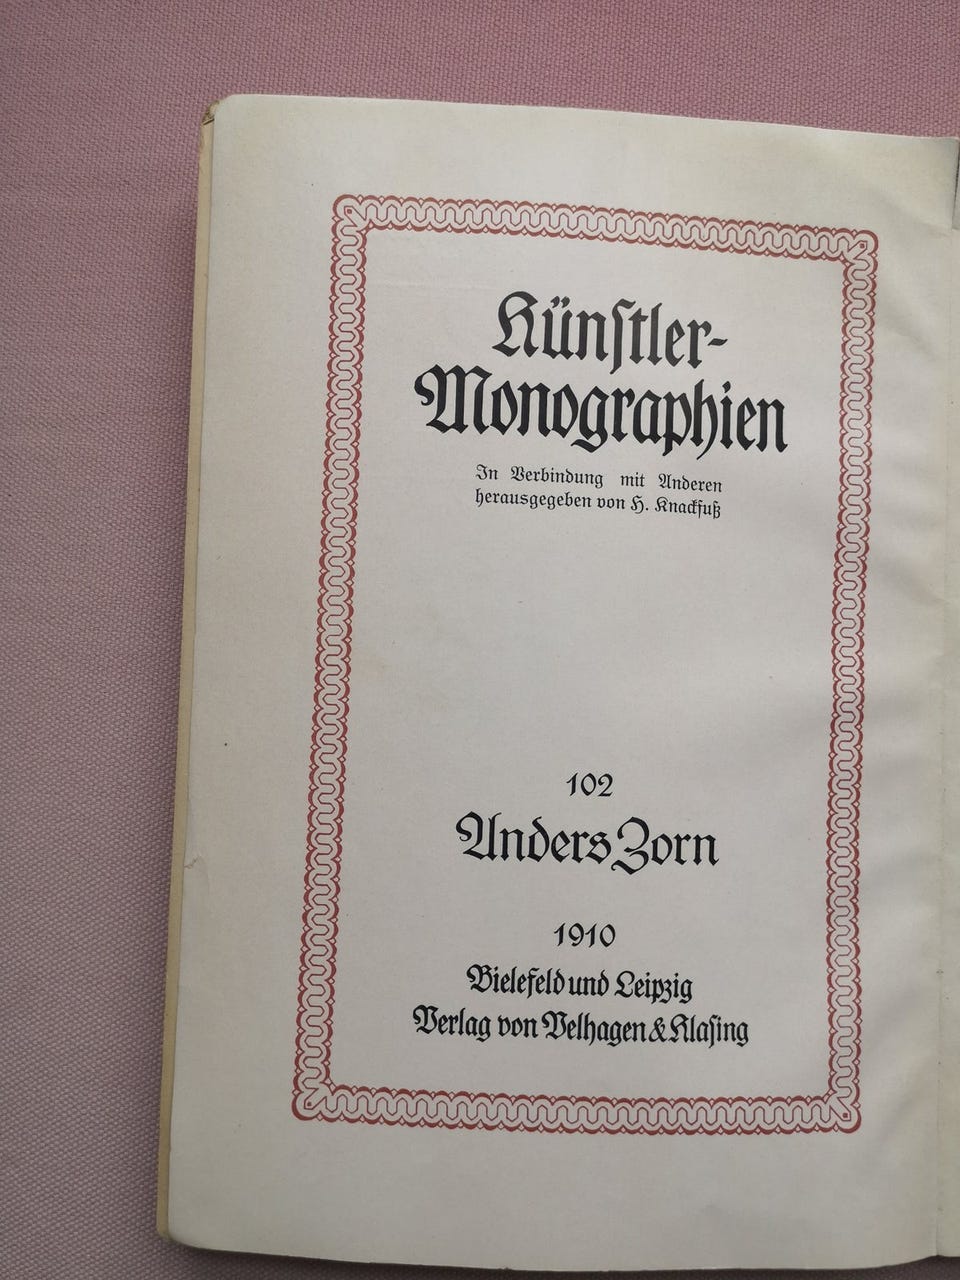 Künſtler-
Monographien
In Verbindung mit Anderen
herausgegeben von H. Knackfuß
102
Anders Zorn
1910
Bielefeld und Leipzig
Verlag von Velhagen & Klaſing